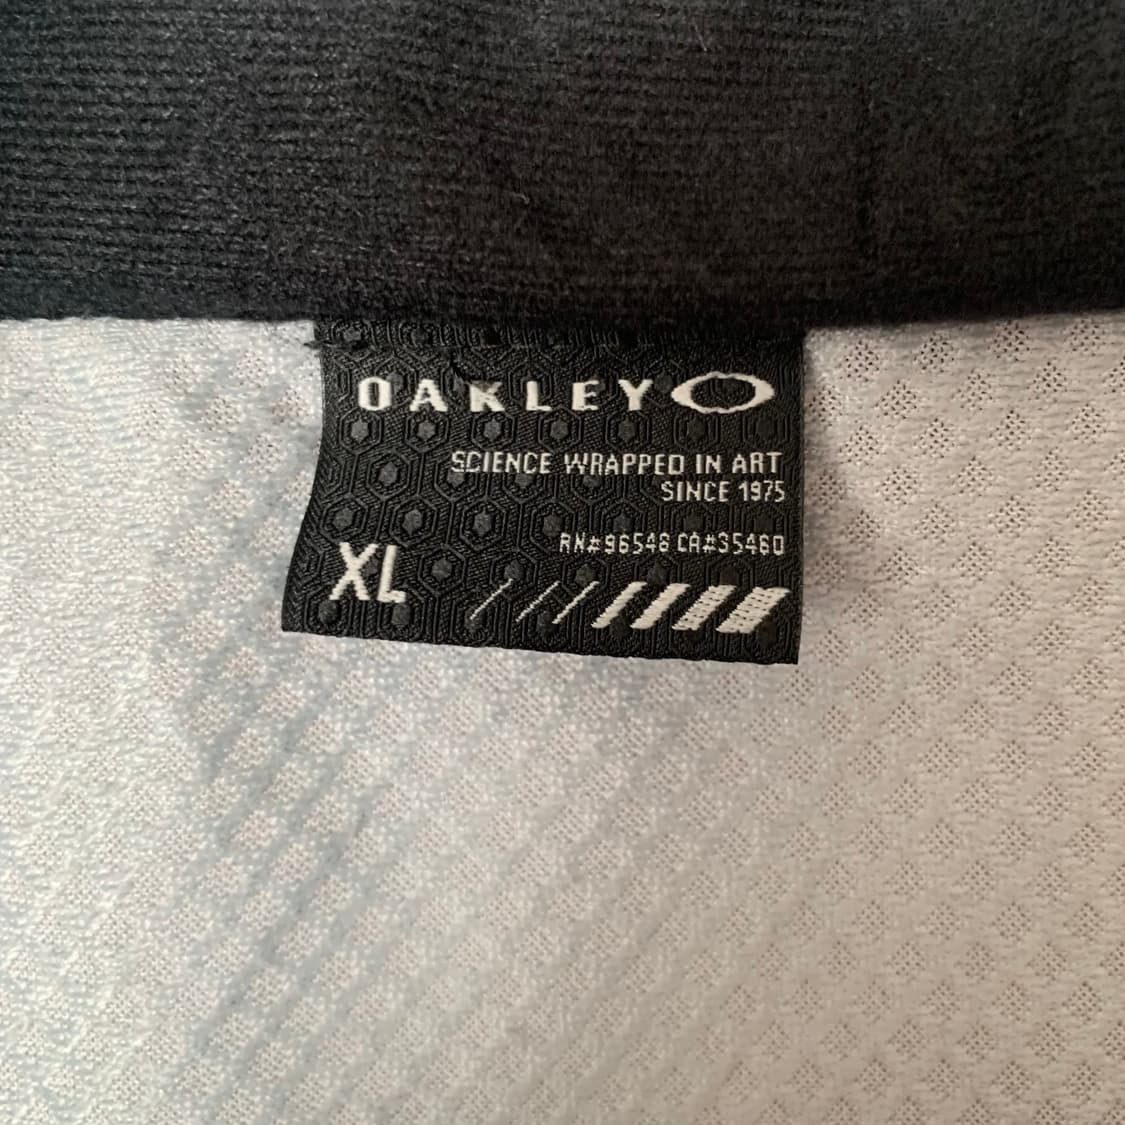 OAKLEY
SCIENCE WRAPPED IN ART
SINCE 1975
RN#96548 CA#35460
XL